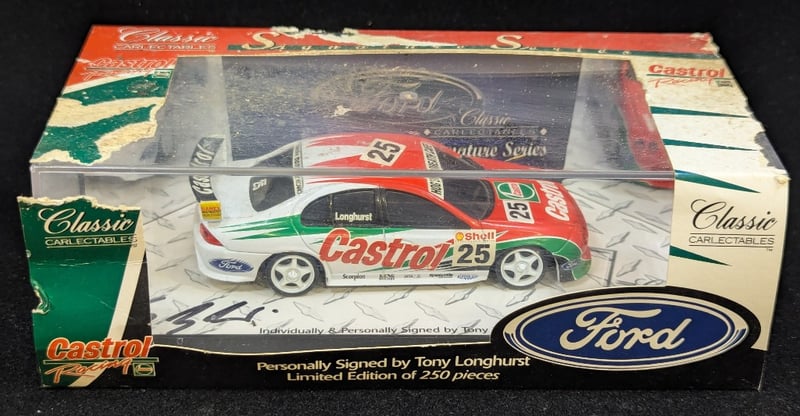 Classic
CARLECTABLES
Signature Series
Castrol
Racing
Classic
CARLECTABLES
nature Series
Castrol
25
Longhurst
Castrol
Shell
25
25
Castrol
Ford
Scorpion
Classic
CARLECTABLES
Classic
CARLECTABLES
Castrol
Racing
Individually & Personally Signed by Tony
Personally Signed by Tony Longhurst
Limited Edition of 250 pieces
Ford